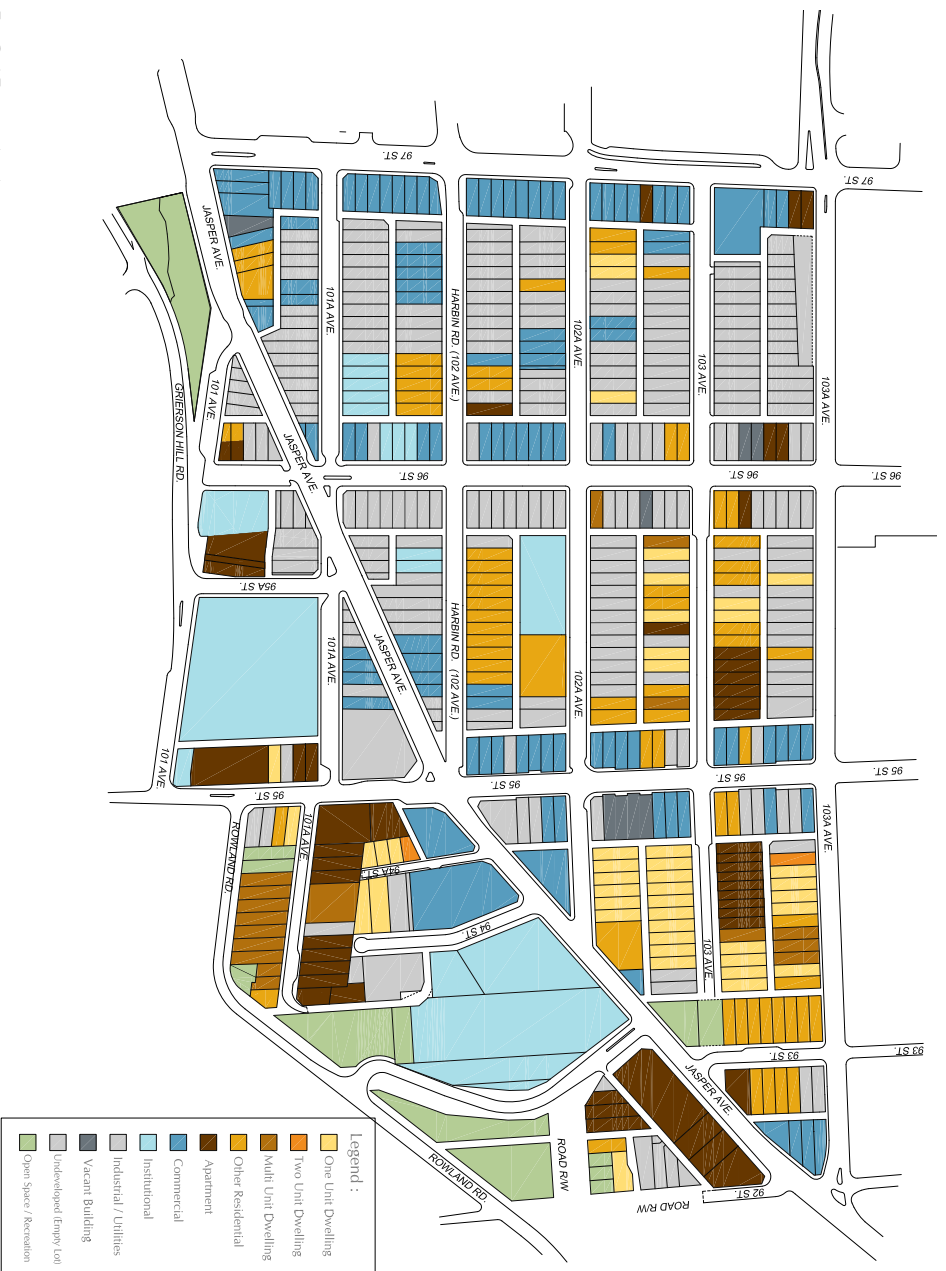 97 ST.
97 ST.
JASPER AVE.
101A AVE.
HARBIN RD. (102 AVE.)
102A AVE.
103 AVE.
103A AVE.
GRIERSON HILL RD.
101 AVE.
JASPER AVE.
96 ST.
96 ST.
96 ST.
95A ST.
101A AVE.
JASPER AVE.
HARBIN RD. (102 AVE.)
102A AVE.
101 AVE.
95 ST.
95 ST.
95 ST.
95 ST.
ROWLAND RD.
101A AVE.
94A ST.
94 ST.
103 AVE.
103A AVE.
93 ST.
93 ST.
JASPER AVE.
ROAD R/W
ROWLAND RD.
92 ST.
ROAD R/W
Legend :
One Unit Dwelling
Two Unit Dwelling
Multi Unit Dwelling
Other Residential
Apartment
Commercial
Institutional
Industrial / Utilities
Vacant Building
Undeveloped (Empty Lot)
Open Space / Recreation